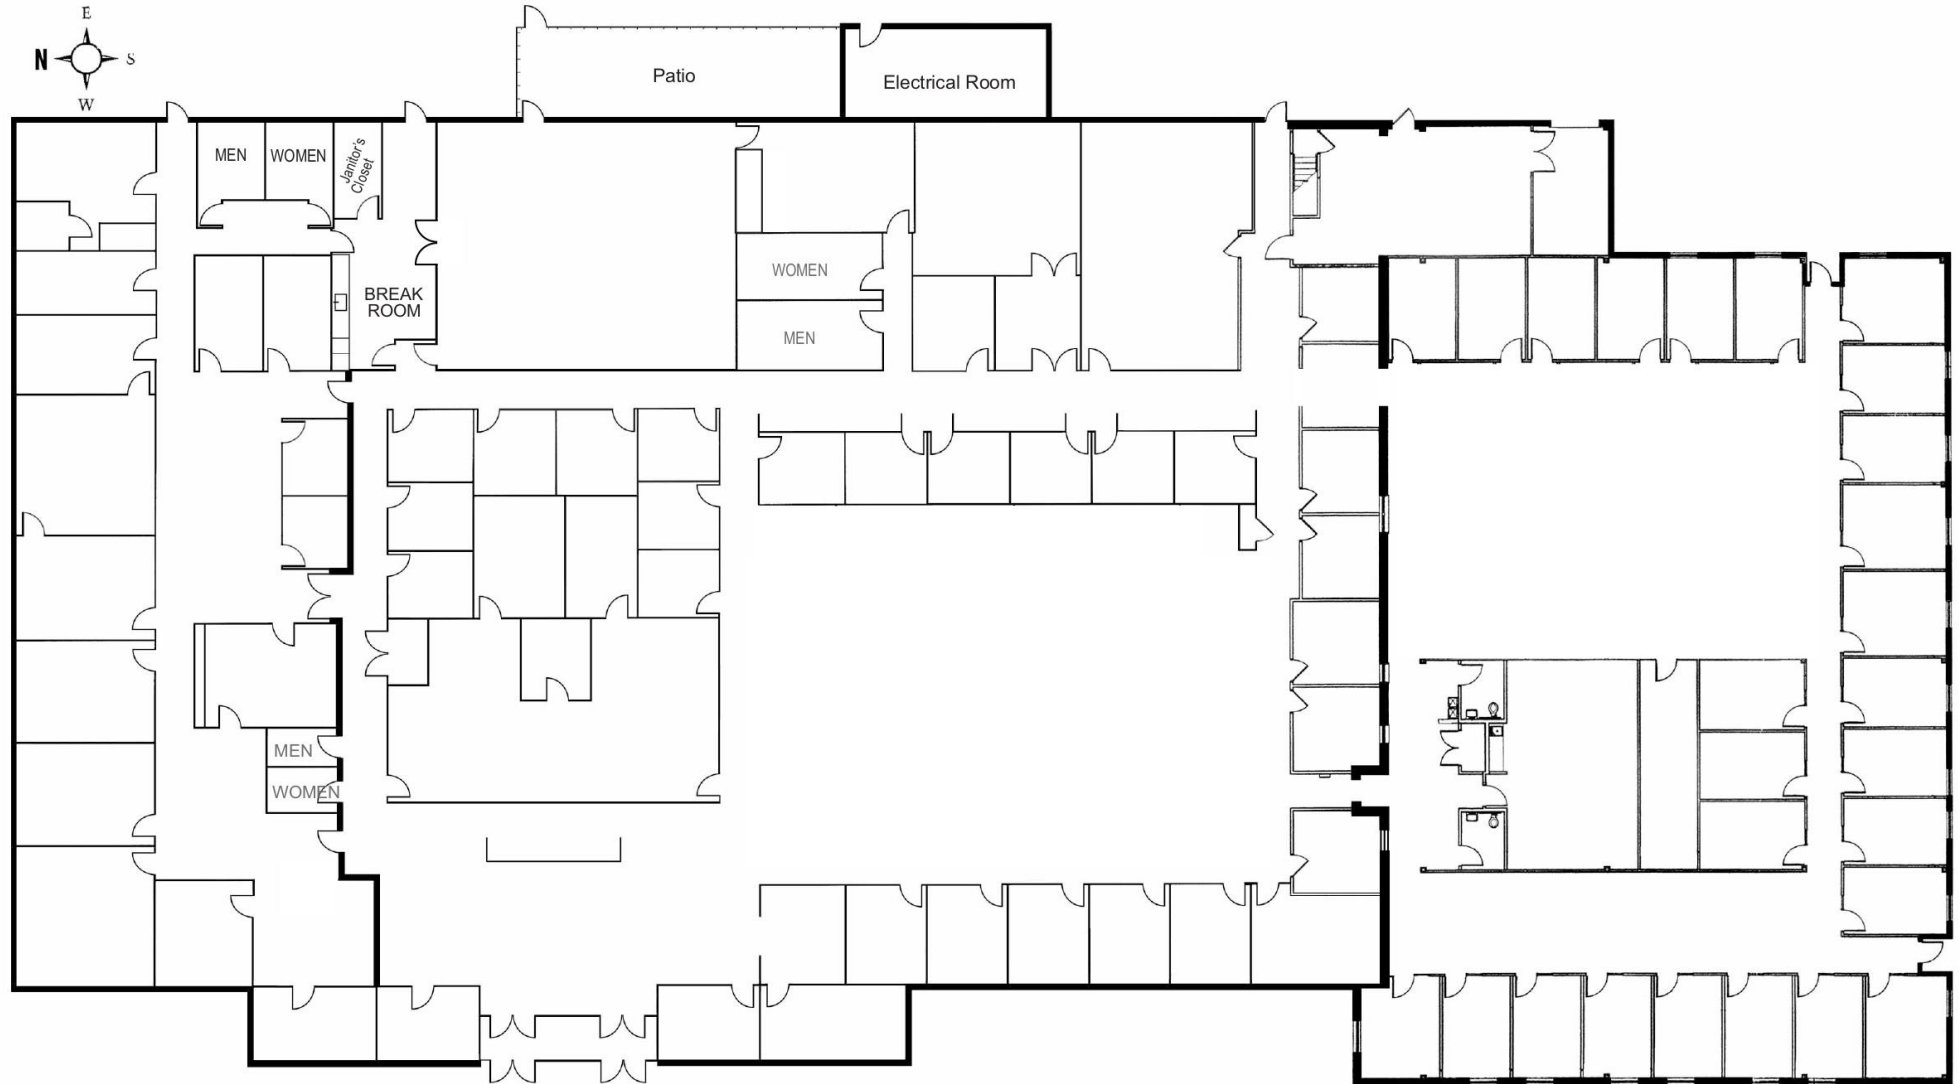 E
N
S
W
Patio
Electrical Room
MEN
WOMEN
Janitor's
Closet
BREAK
ROOM
WOMEN
MEN
MEN
WOMEN